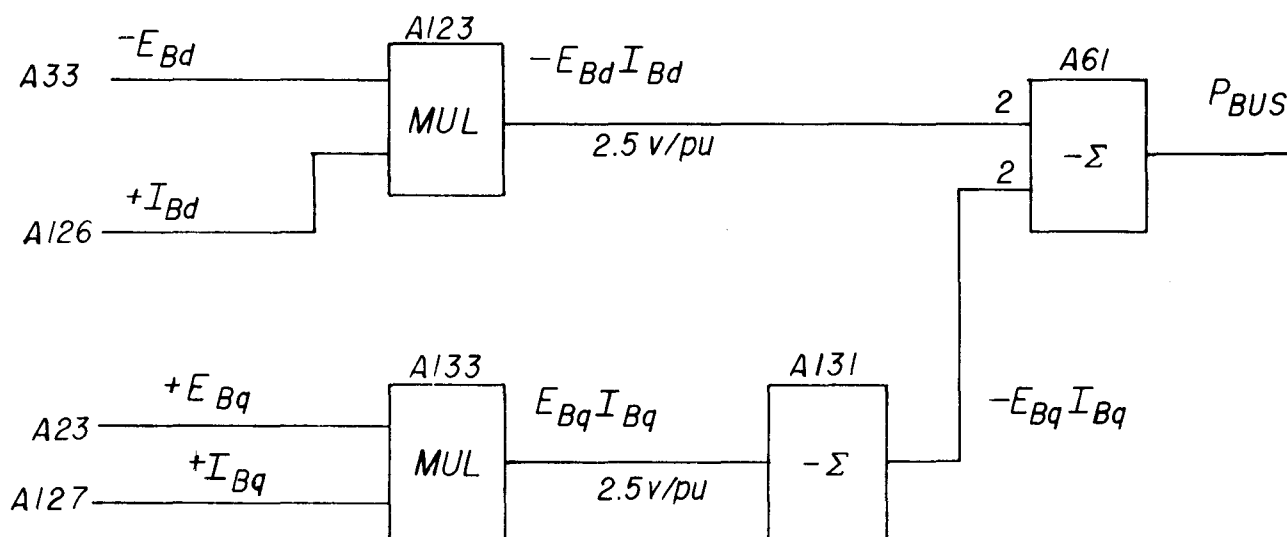 A123
A61
-E_Bd
-E_Bd I_Bd
P_BUS
A33
2
MUL
2.5 v/pu
-Σ
2
+I_Bd
A126
A133
A131
+E_Bq
E_Bq I_Bq
-E_Bq I_Bq
A23
MUL
-Σ
+I_Bq
2.5 v/pu
A127